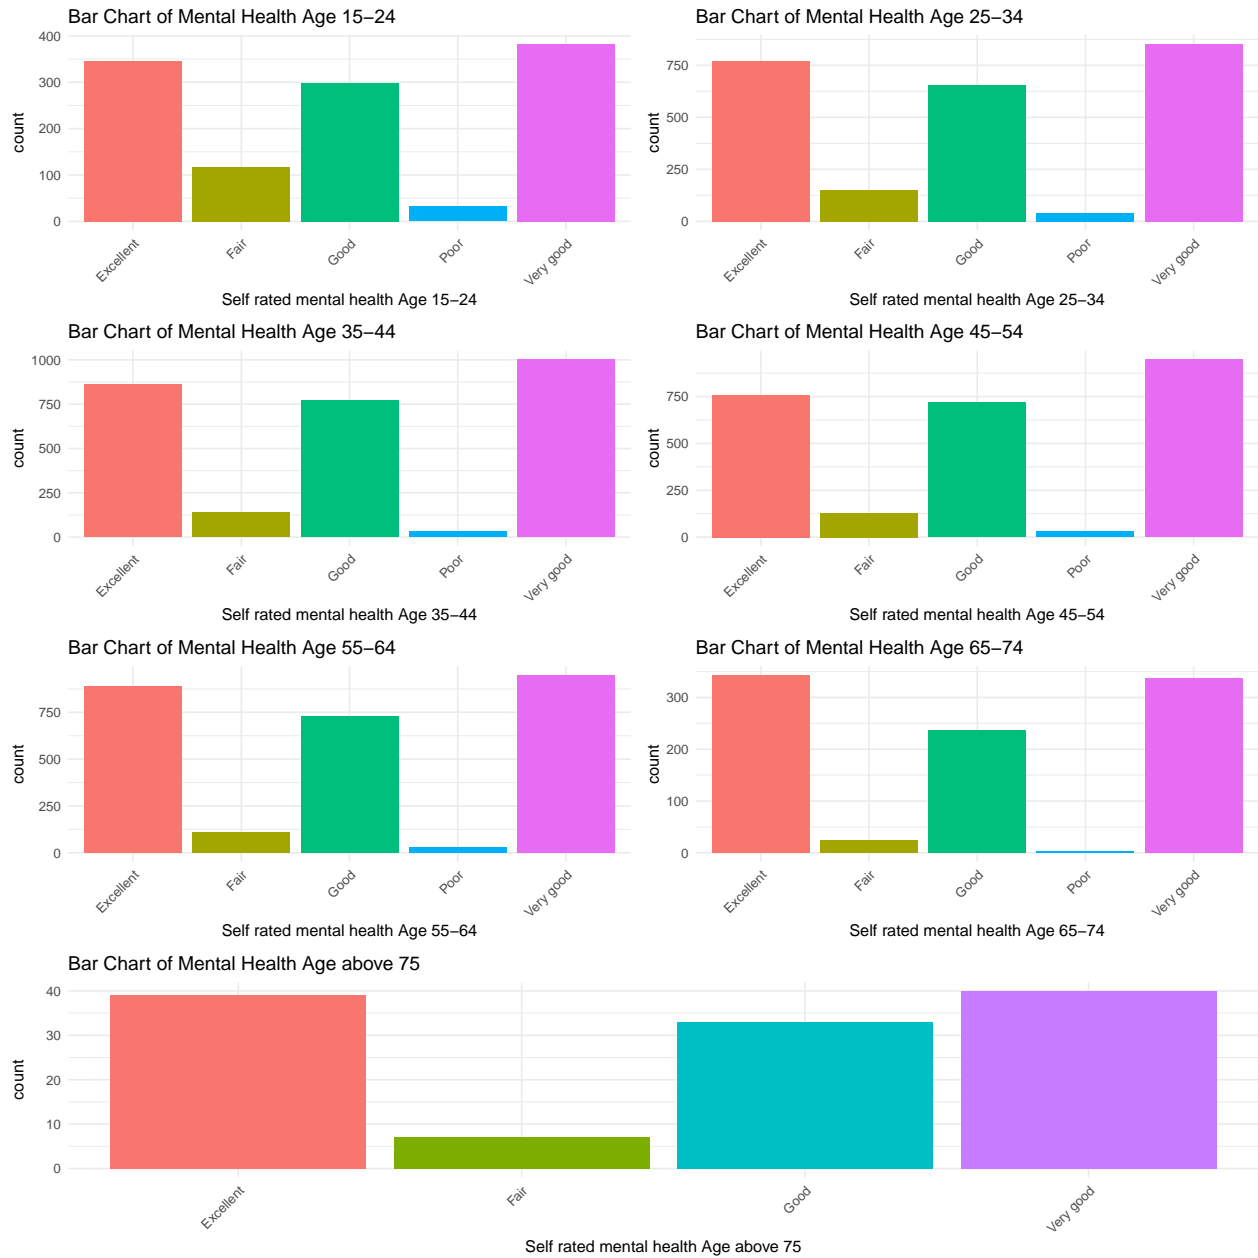 Bar Chart of Mental Health Age 15−24
400
300
200
100
0
count
Excellent
Fair
Good
Poor
Very good
Self rated mental health Age 15−24
Bar Chart of Mental Health Age 25−34
750
500
250
0
count
Excellent
Fair
Good
Poor
Very good
Self rated mental health Age 25−34
Bar Chart of Mental Health Age 35−44
1000
750
500
250
0
count
Excellent
Fair
Good
Poor
Very good
Self rated mental health Age 35−44
Bar Chart of Mental Health Age 45−54
750
500
250
0
count
Excellent
Fair
Good
Poor
Very good
Self rated mental health Age 45−54
Bar Chart of Mental Health Age 55−64
750
500
250
0
count
Excellent
Fair
Good
Poor
Very good
Self rated mental health Age 55−64
Bar Chart of Mental Health Age 65−74
300
200
100
0
count
Excellent
Fair
Good
Poor
Very good
Self rated mental health Age 65−74
Bar Chart of Mental Health Age above 75
40
30
20
10
0
count
Excellent
Fair
Good
Very good
Self rated mental health Age above 75